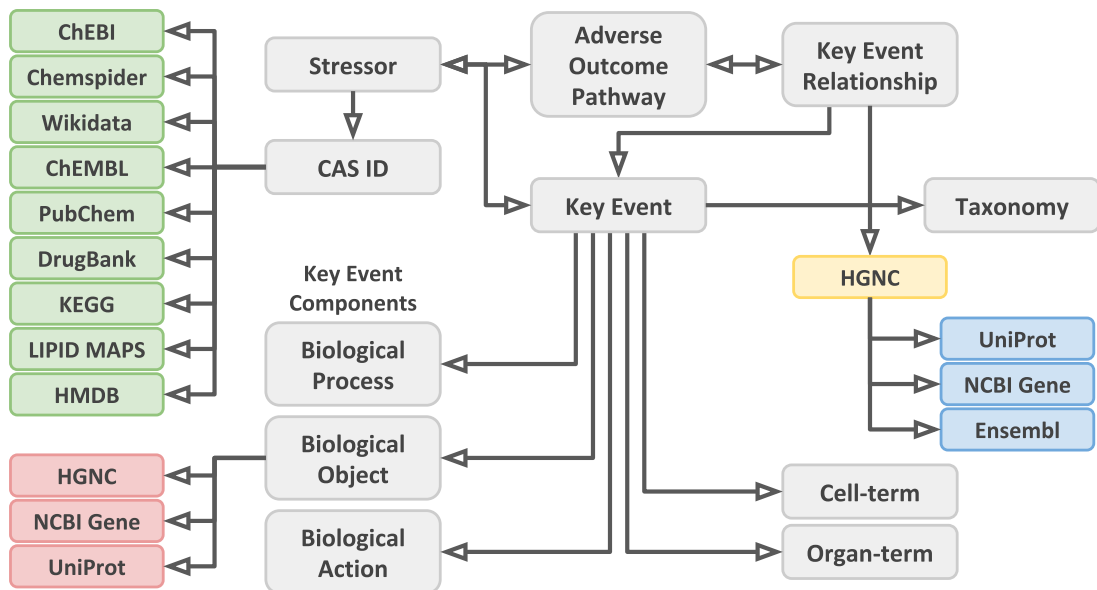 ChEBI
Chemspider
Wikidata
ChEMBL
PubChem
DrugBank
KEGG
LIPID MAPS
HMDB
HGNC
NCBI Gene
UniProt
Stressor
CAS ID
Key Event
Components
Biological
Process
Biological
Object
Biological
Action
Adverse
Outcome
Pathway
Key Event
Key Event
Relationship
Taxonomy
HGNC
UniProt
NCBI Gene
Ensembl
Cell-term
Organ-term